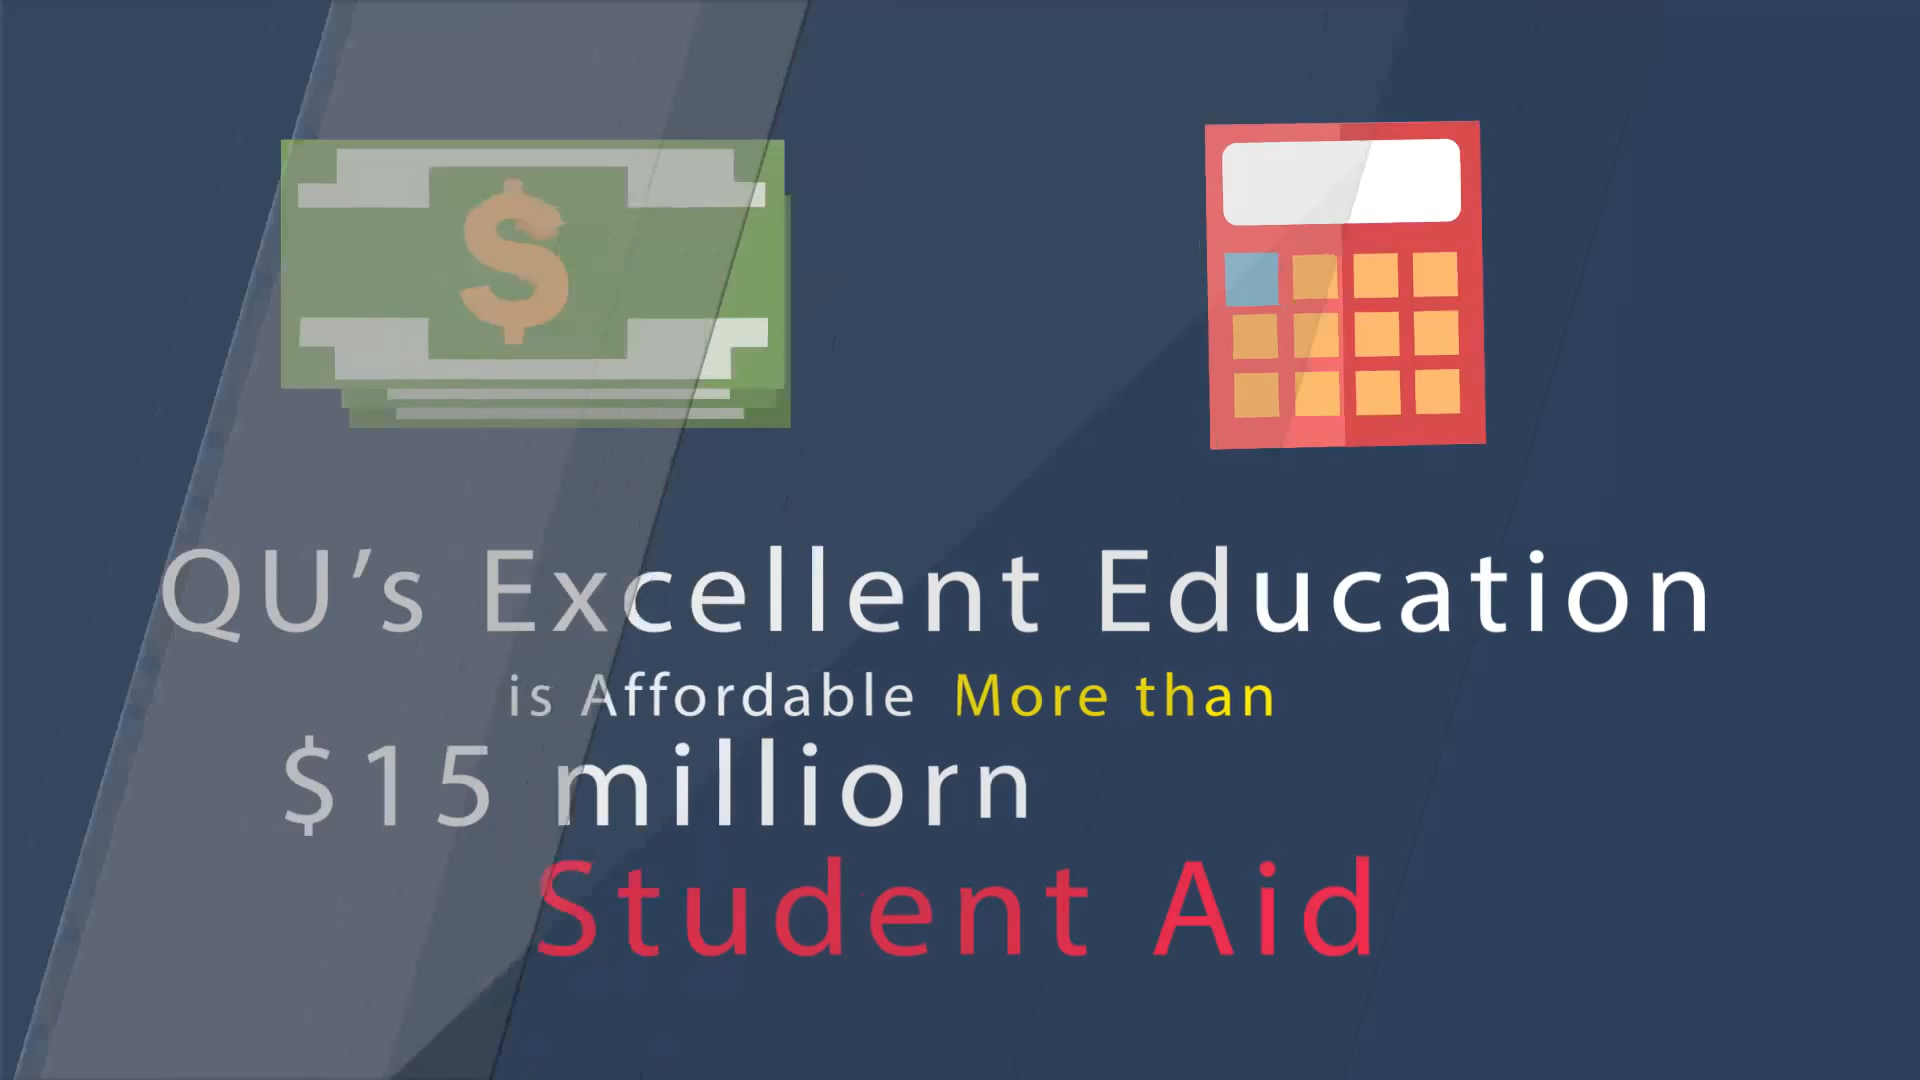 $
QU’s Excellent Education
is Affordable More than
$15 milliorn
Student Aid